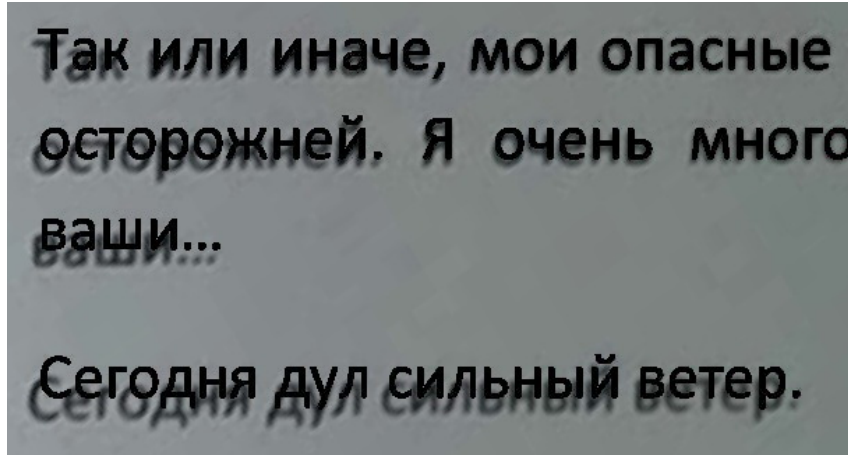 Так или иначе, мои опасные
осторожней. Я очень много
ваши...
Сегодня дул сильный ветер.